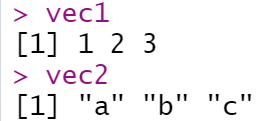 > vec1
[1] 1 2 3
> vec2
[1] "a" "b" "c"